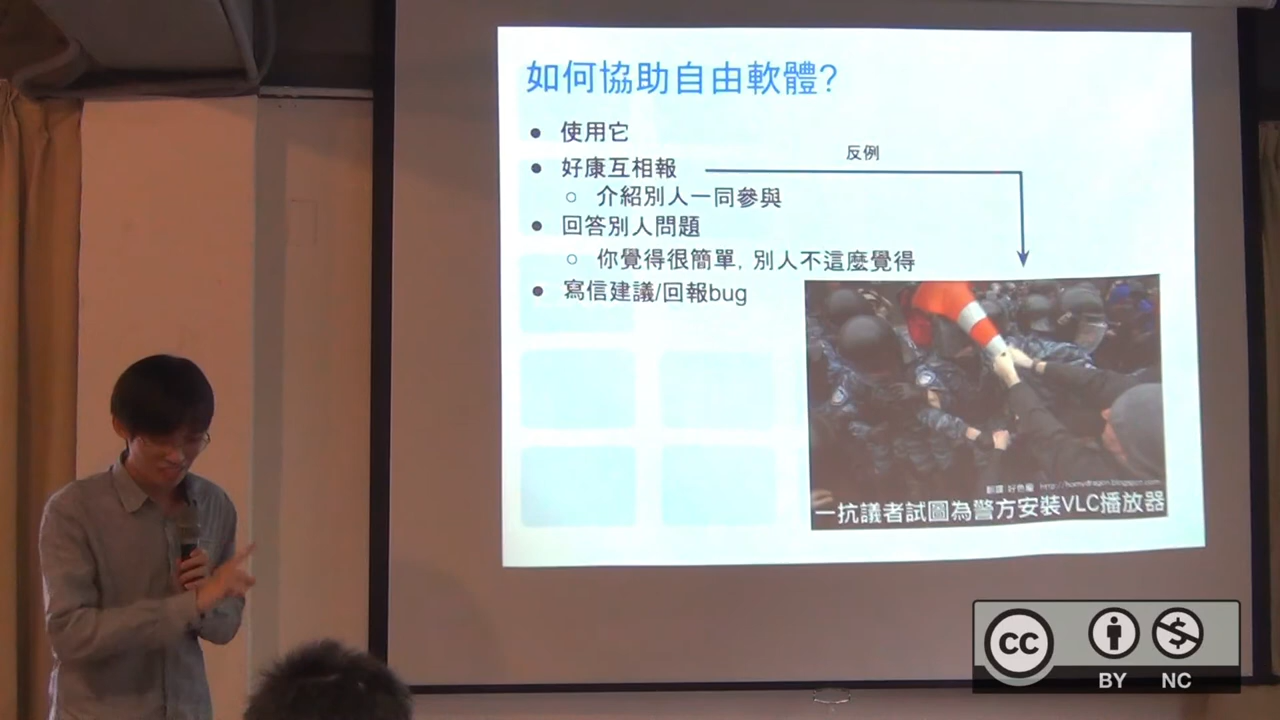 如何協助自由軟體?
● 使用它
● 好康互相報
反例
○ 介紹別人一同參與
● 回答別人問題
○ 你覺得很簡單, 別人不這麼覺得
● 寫信建議/回報bug
一抗議者試圖為警方安裝VLC播放器
CC
BY NC